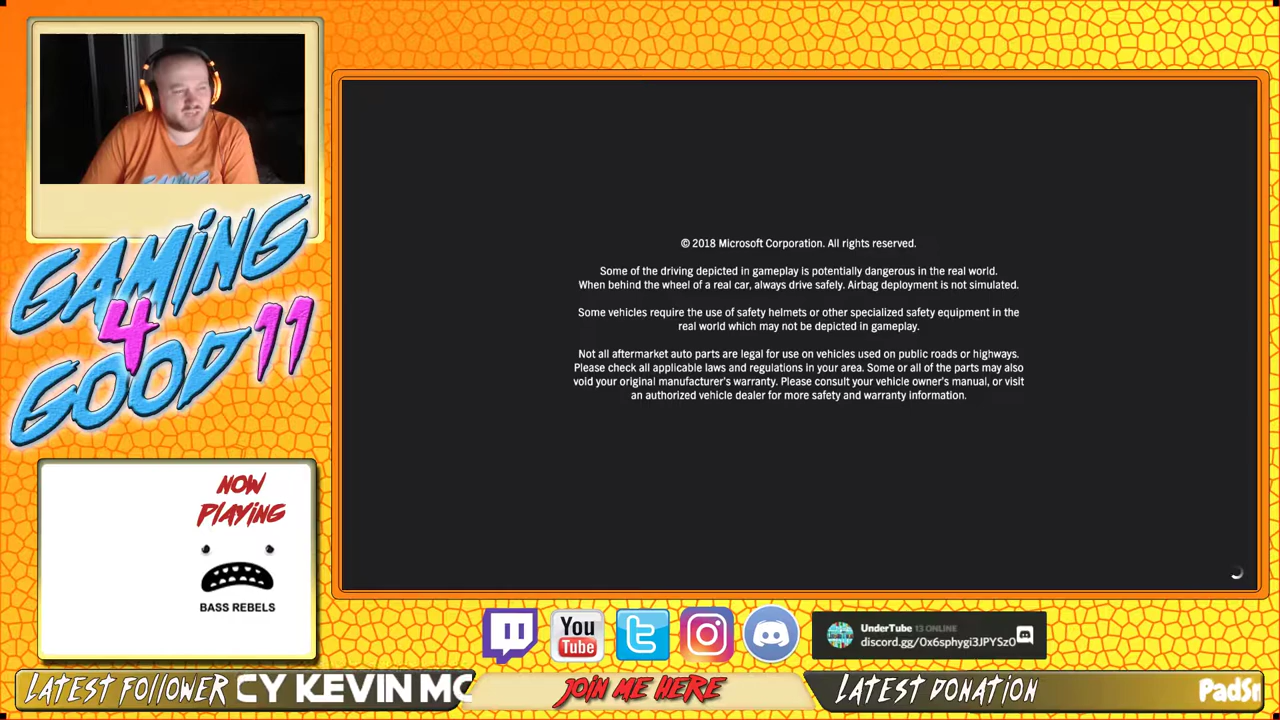 © 2018 Microsoft Corporation. All rights reserved.
Some of the driving depicted in gameplay is potentially dangerous in the real world.
When behind the wheel of a real car, always drive safely. Airbag deployment is not simulated.
Some vehicles require the use of safety helmets or other specialized safety equipment in the
real world which may not be depicted in gameplay.
Not all aftermarket auto parts are legal for use on vehicles used on public roads or highways.
Please check all applicable laws and regulations in your area. Some or all of the parts may also
void your original manufacturer's warranty. Please consult your vehicle owner's manual, or visit
an authorized vehicle dealer for more safety and warranty information.
GAMING
4
GOOD 11
NOW
PLAYING
BASS REBELS
You
Tube
UnderTube 13 ONLINE
discord.gg/0x6sphygi3JPYSz0
LATEST FOLLOWER CY KEVIN MC
JOIN ME HERE
LATEST DONATION